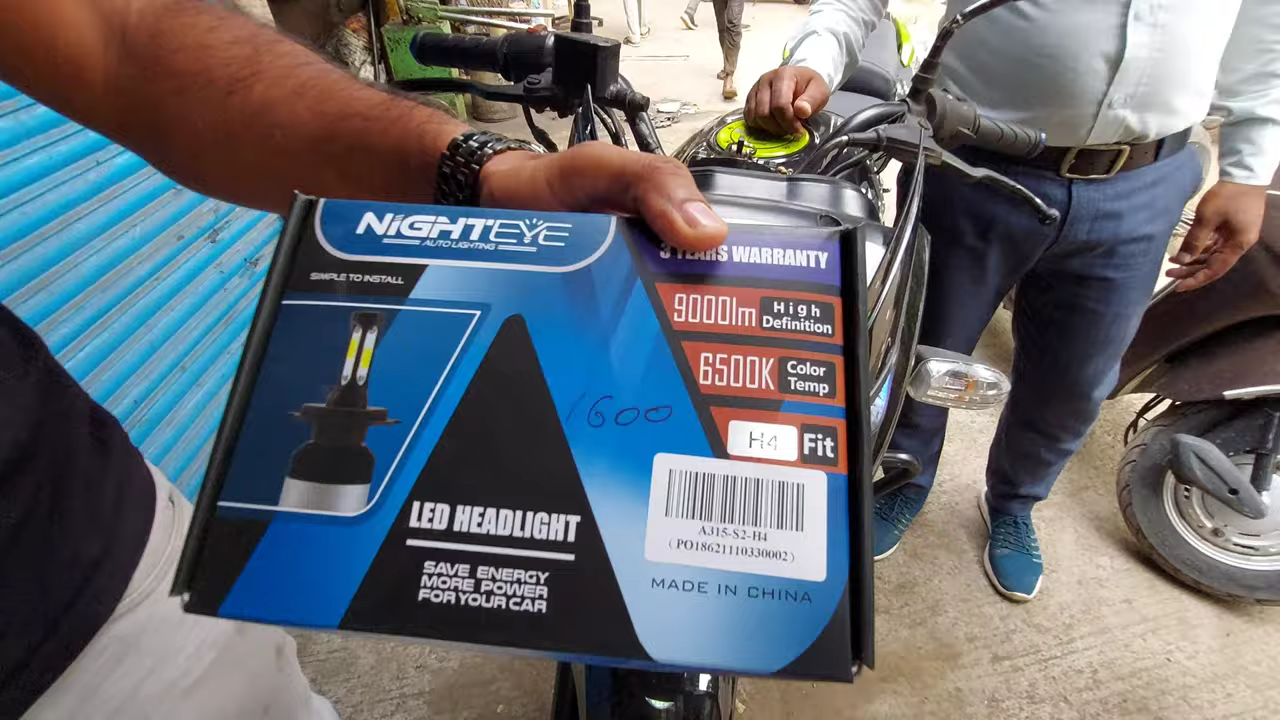 NiGHTEYE
AUTO LIGHTING
SIMPLE TO INSTALL
3 YEARS WARRANTY
9000lm High Definition
6500K Color Temp
H4 Fit
1600
A315-S2-H4
(PO18621110330002)
MADE IN CHINA
LED HEADLIGHT
SAVE ENERGY
MORE POWER
FOR YOUR CAR